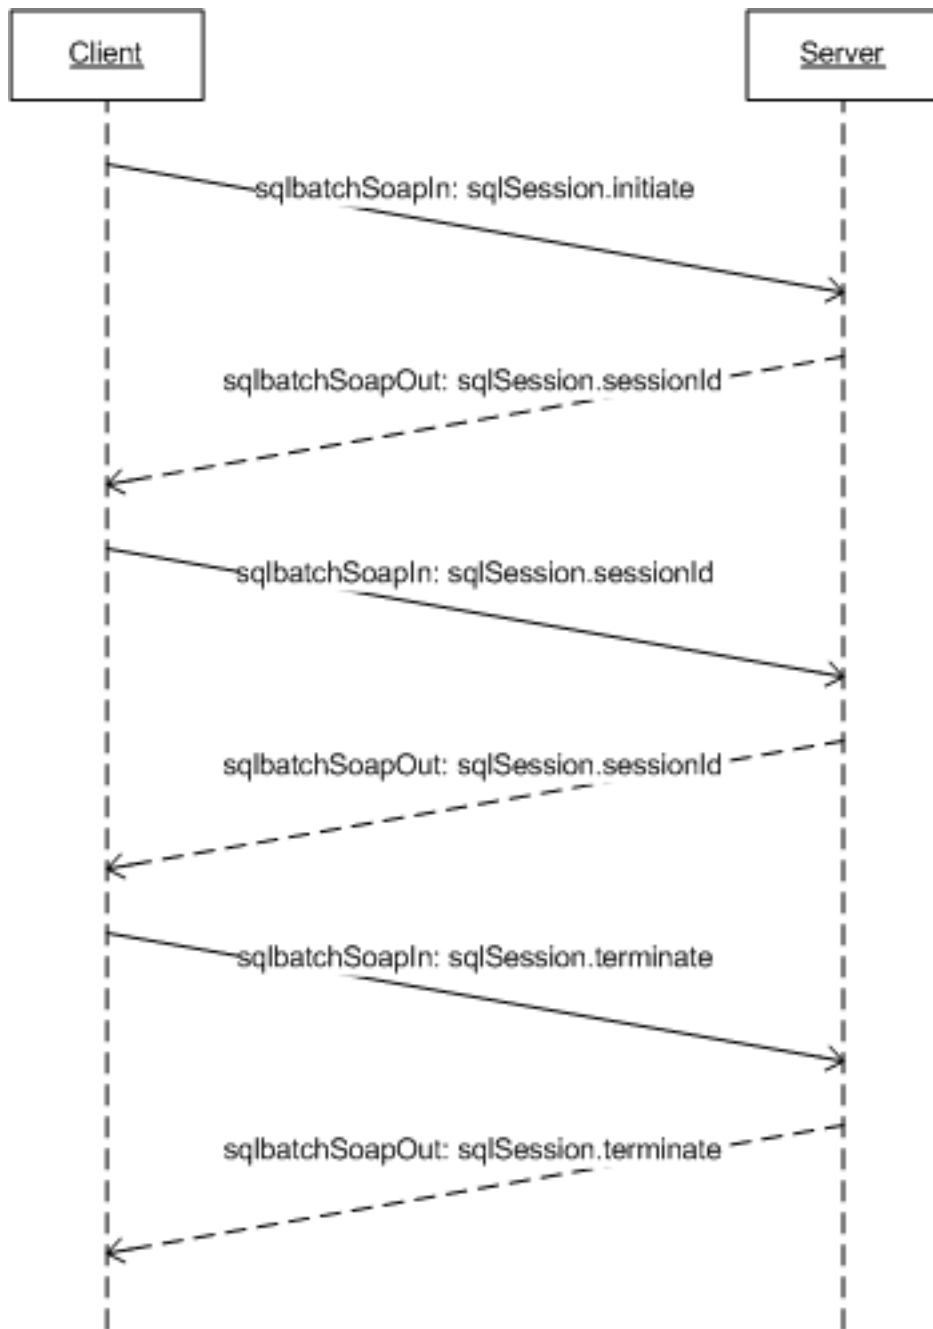 Client
Server
sqlbatchSoapIn: sqlSession.initiate
sqlbatchSoapOut: sqlSession.sessionId
sqlbatchSoapIn: sqlSession.sessionId
sqlbatchSoapOut: sqlSession.sessionId
sqlbatchSoapIn: sqlSession.terminate
sqlbatchSoapOut: sqlSession.terminate